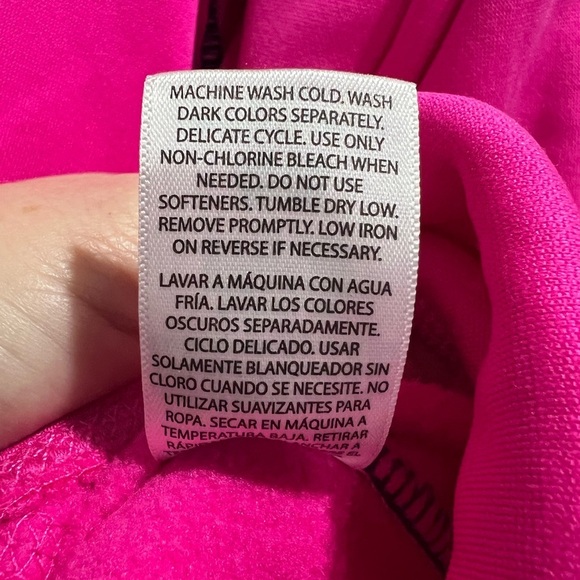 MACHINE WASH COLD. WASH
DARK COLORS SEPARATELY.
DELICATE CYCLE. USE ONLY
NON-CHLORINE BLEACH WHEN
NEEDED. DO NOT USE
SOFTENERS. TUMBLE DRY LOW.
REMOVE PROMPTLY. LOW IRON
ON REVERSE IF NECESSARY.
LAVAR A MÁQUINA CON AGUA
FRÍA. LAVAR LOS COLORES
OSCUROS SEPARADAMENTE.
CICLO DELICADO. USAR
SOLAMENTE BLANQUEADOR SIN
CLORO CUANDO SE NECESITE. NO
UTILIZAR SUAVIZANTES PARA
ROPA. SECAR EN MÁQUINA A
TEMPERATURA BAJA. RETIRAR